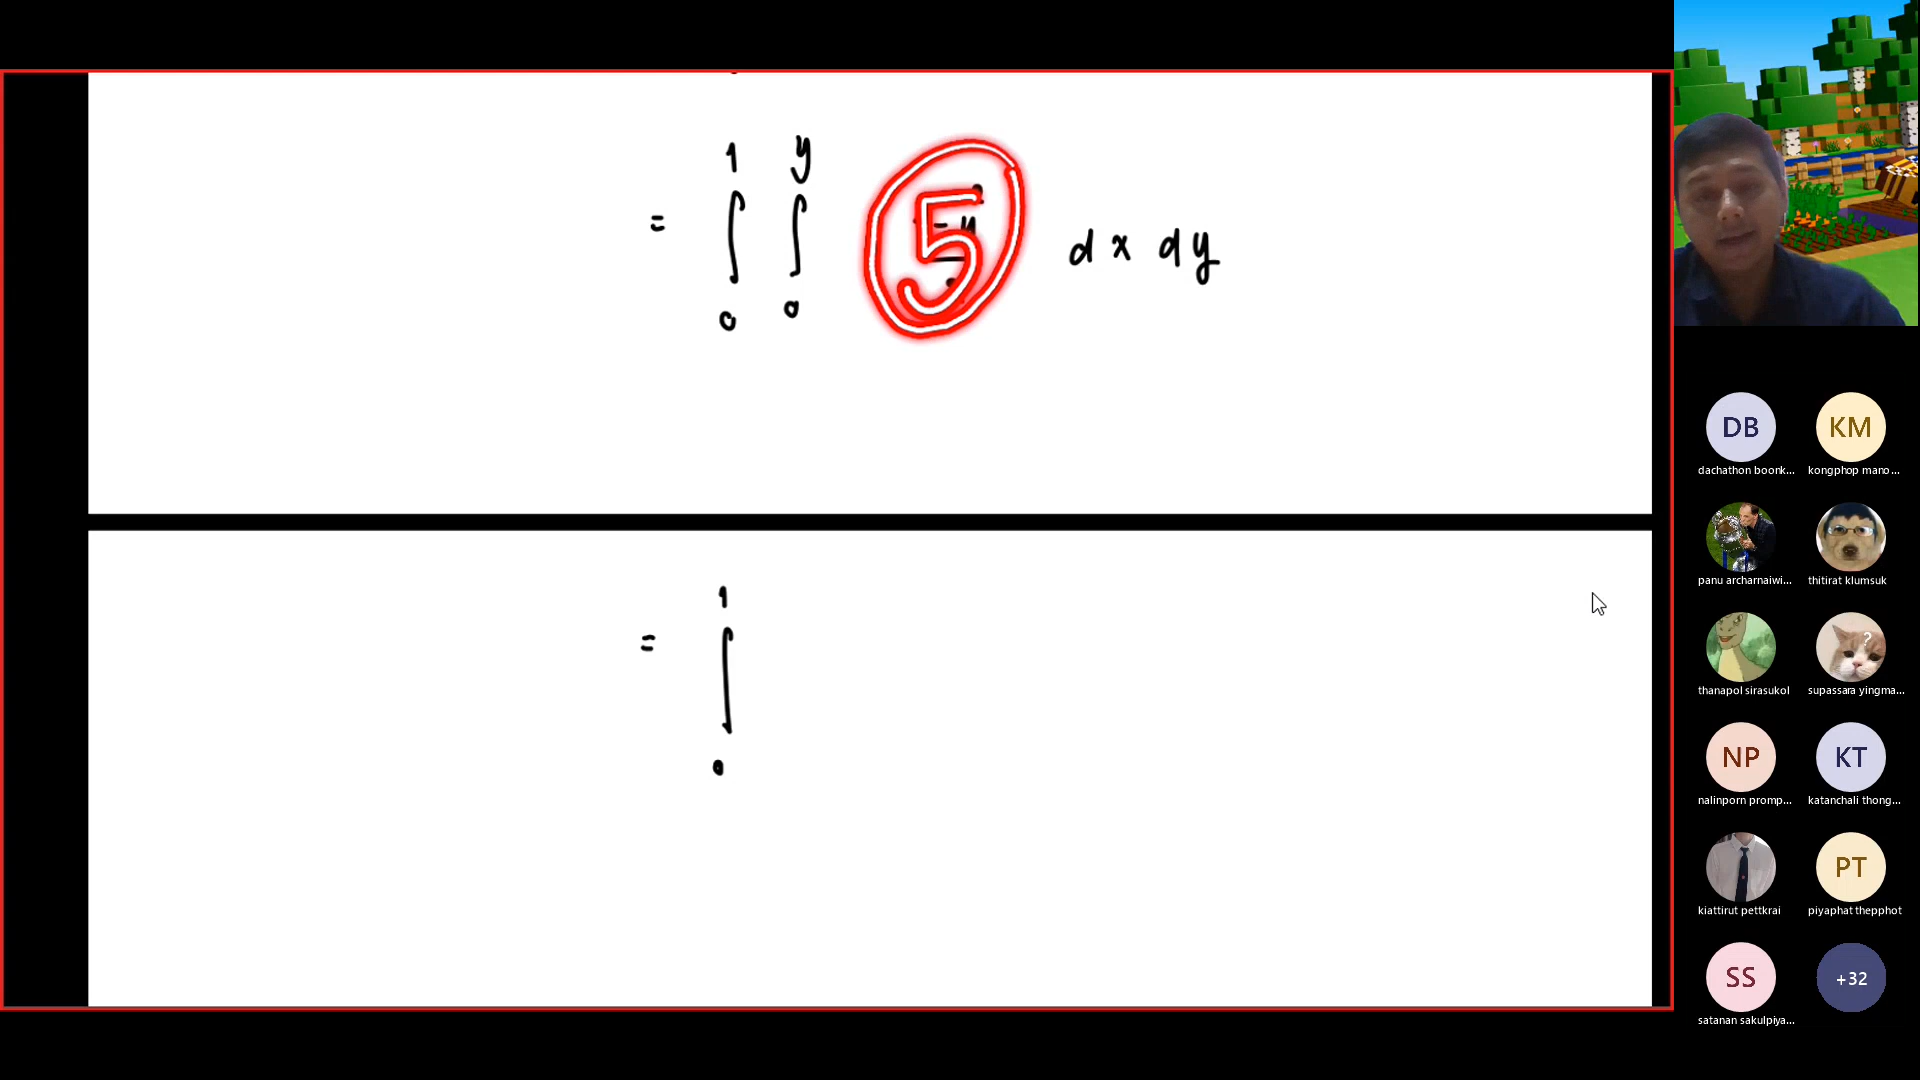 1 y
= ∫ ∫ 5 dx dy
0 0
1
= ∫
0
DB KM
dachathon boonk... kongphop mano...
panu archarnaiwi... thitirat klumsuk
?
thanapol sirasukol supassara yingma...
NP KT
nalinporn promp... katanchali thong...
PT
kiattirut pettkrai piyaphat thepphot
SS +32
satanan sakulpiya...